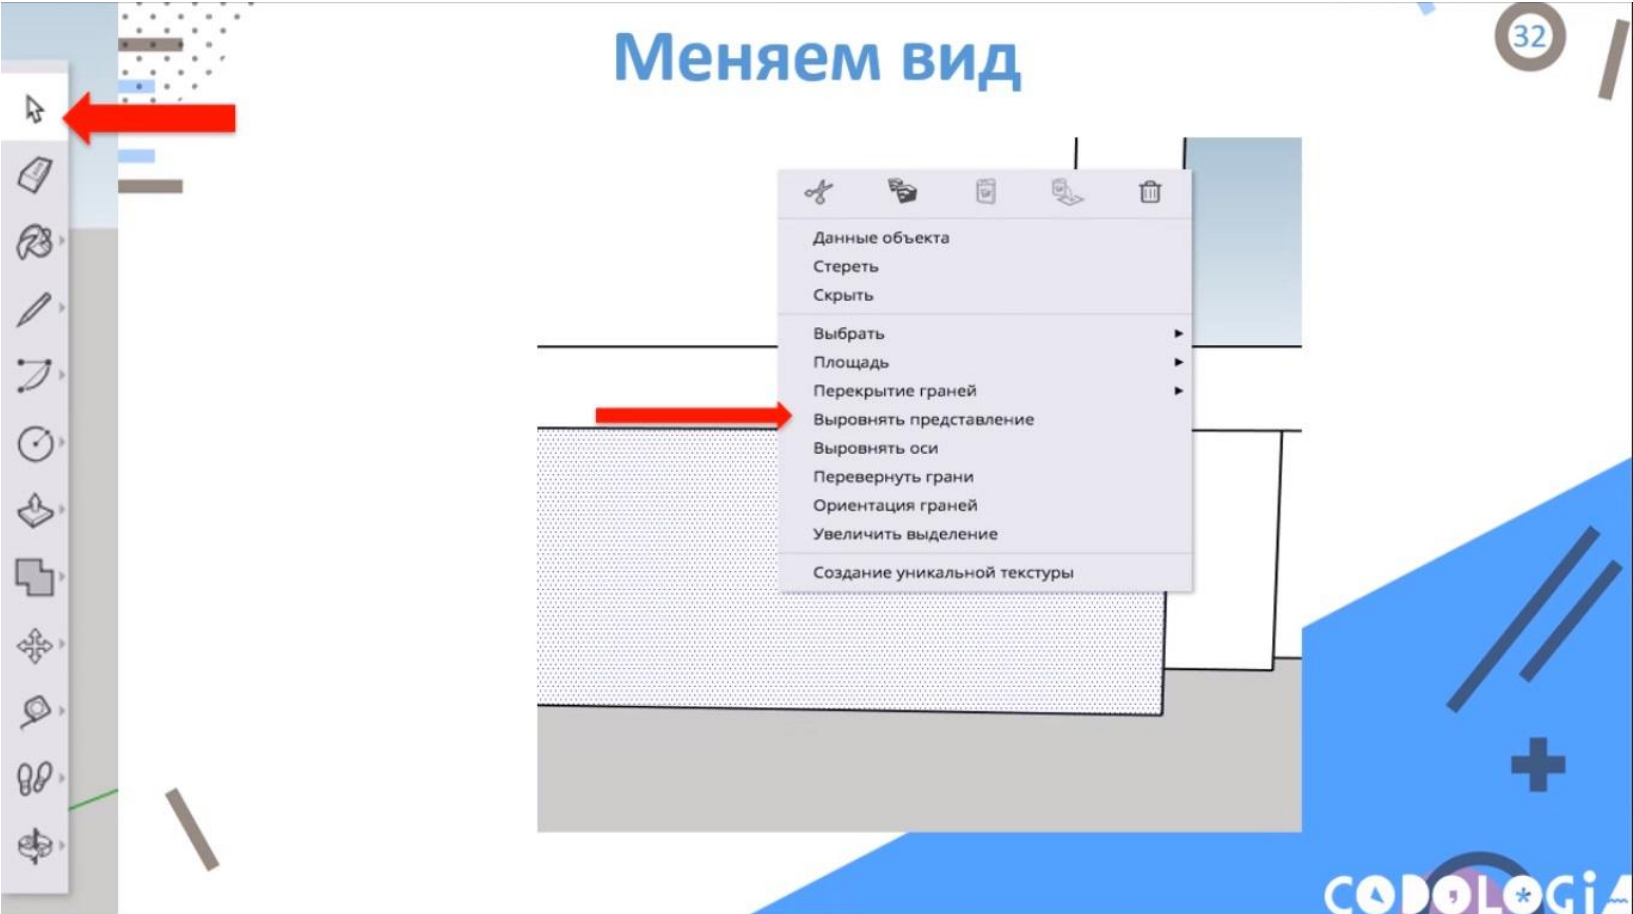 Меняем вид
32
Данные объекта
Стереть
Скрыть
Выбрать
Площадь
Перекрытие граней
Выровнять представление
Выровнять оси
Перевернуть грани
Ориентация граней
Увеличить выделение
Создание уникальной текстуры
CODOLOGiA